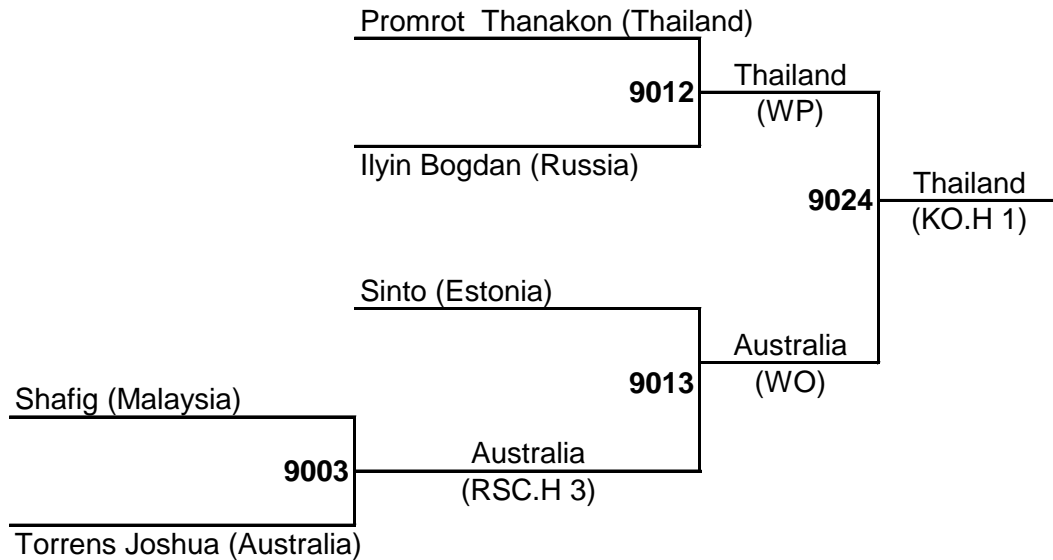 Promrot  Thanakon (Thailand)
9012
Thailand
(WP)
Ilyin Bogdan (Russia)
9024
Thailand
(KO.H 1)
Sinto (Estonia)
9013
Australia
(WO)
Shafig (Malaysia)
9003
Australia
(RSC.H 3)
Torrens Joshua (Australia)